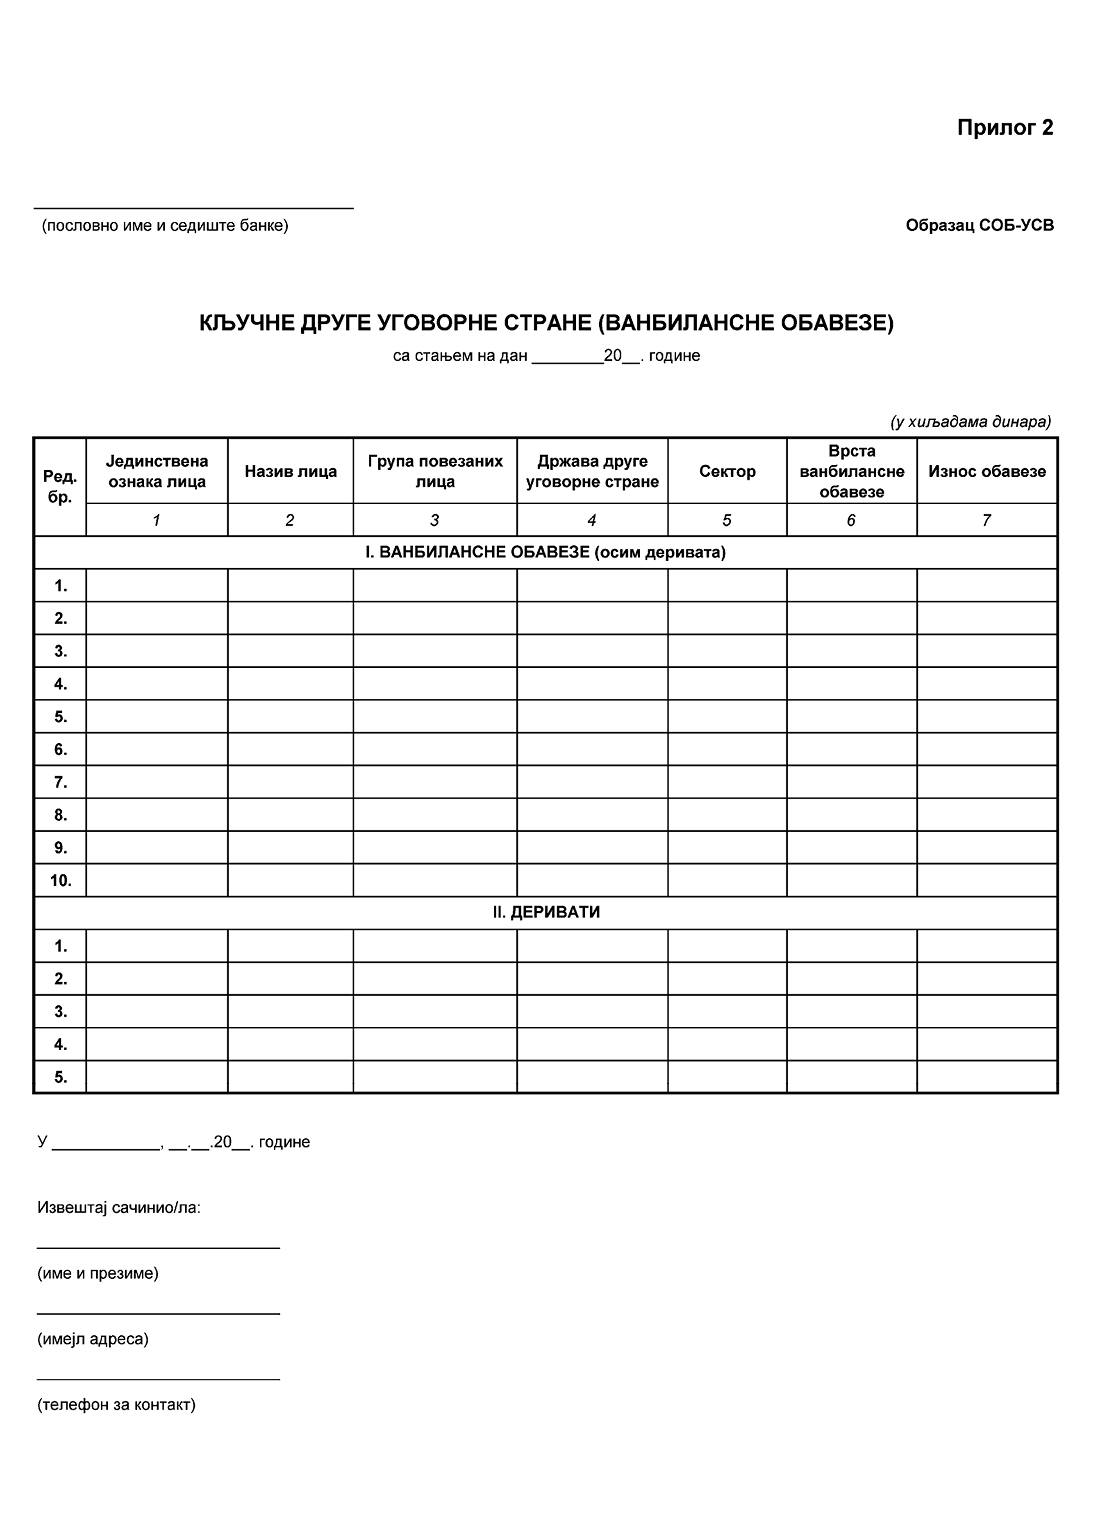 Прилог 2
________________________________
(пословно име и седиште банке)
Образац СОБ-УСВ
КЉУЧНЕ ДРУГЕ УГОВОРНЕ СТРАНЕ (ВАНБИЛАНСНЕ ОБАВЕЗЕ)
са стањем на дан ________20__. године
(у хиљадама динара)
Ред. бр.
Јединствена ознака лица
Назив лица
Група повезаних лица
Држава друге уговорне стране
Сектор
Врста ванбилансне обавезе
Износ обавезе
1 2 3 4 5 6 7
I. ВАНБИЛАНСНЕ ОБАВЕЗЕ (осим деривата)
1.
2.
3.
4.
5.
6.
7.
8.
9.
10.
II. ДЕРИВАТИ
1.
2.
3.
4.
5.
У ____________, __.__.20__. године
Извештај сачинио/ла:
___________________________
(име и презиме)
___________________________
(имејл адреса)
___________________________
(телефон за контакт)